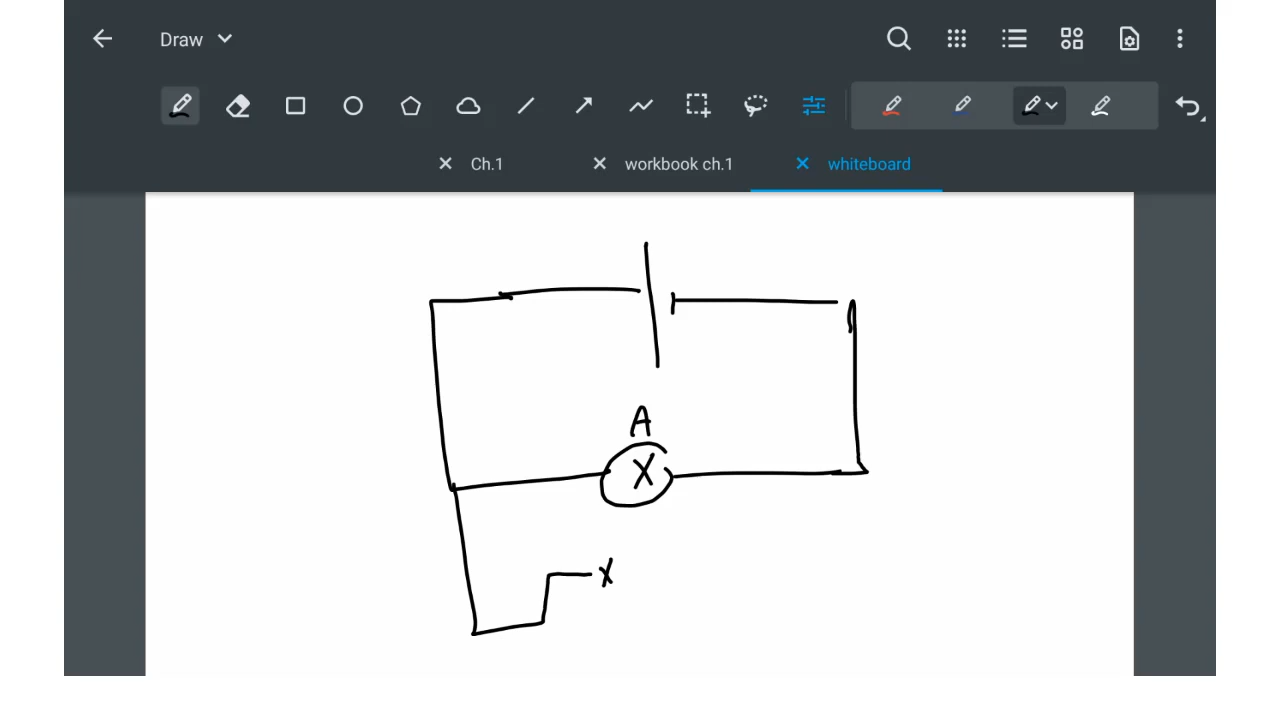 Draw
Ch.1
workbook ch.1
whiteboard
A
X
X